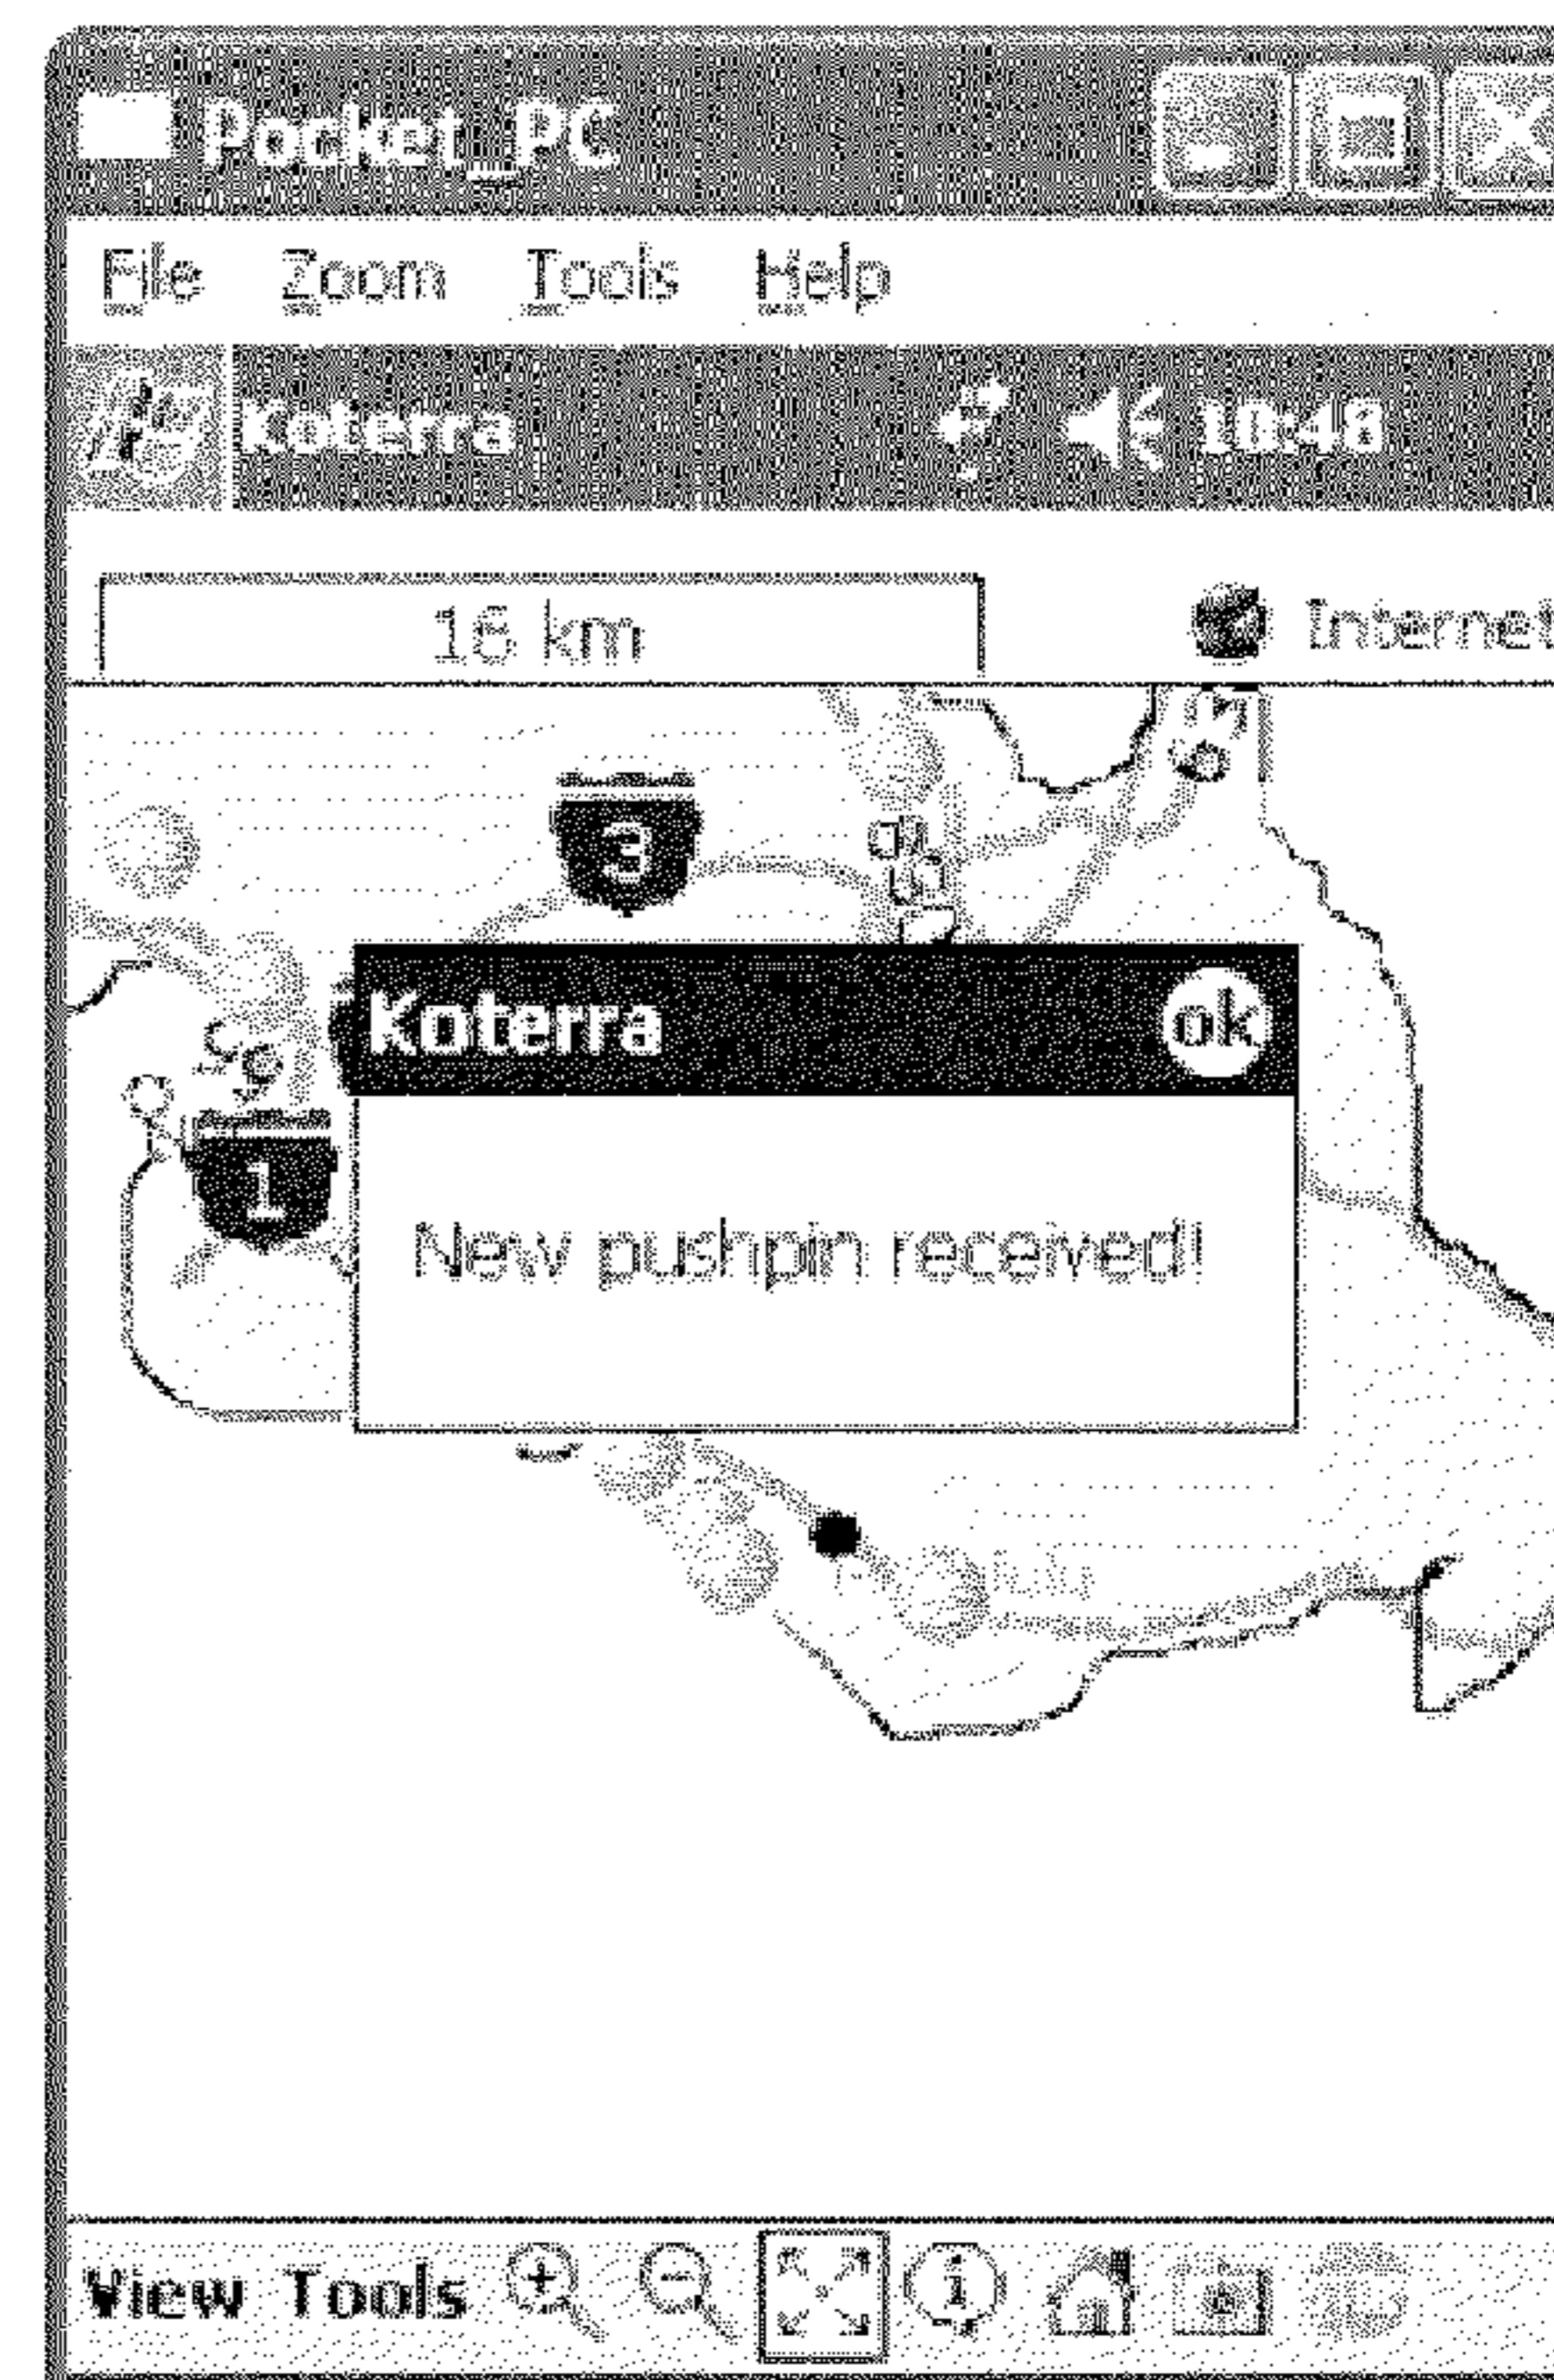 Pocket_PC
File Zoom Tools Help
Koterra 10:48
16 km Internet
3
Koterra ok
1
New pushpin received!
View Tools